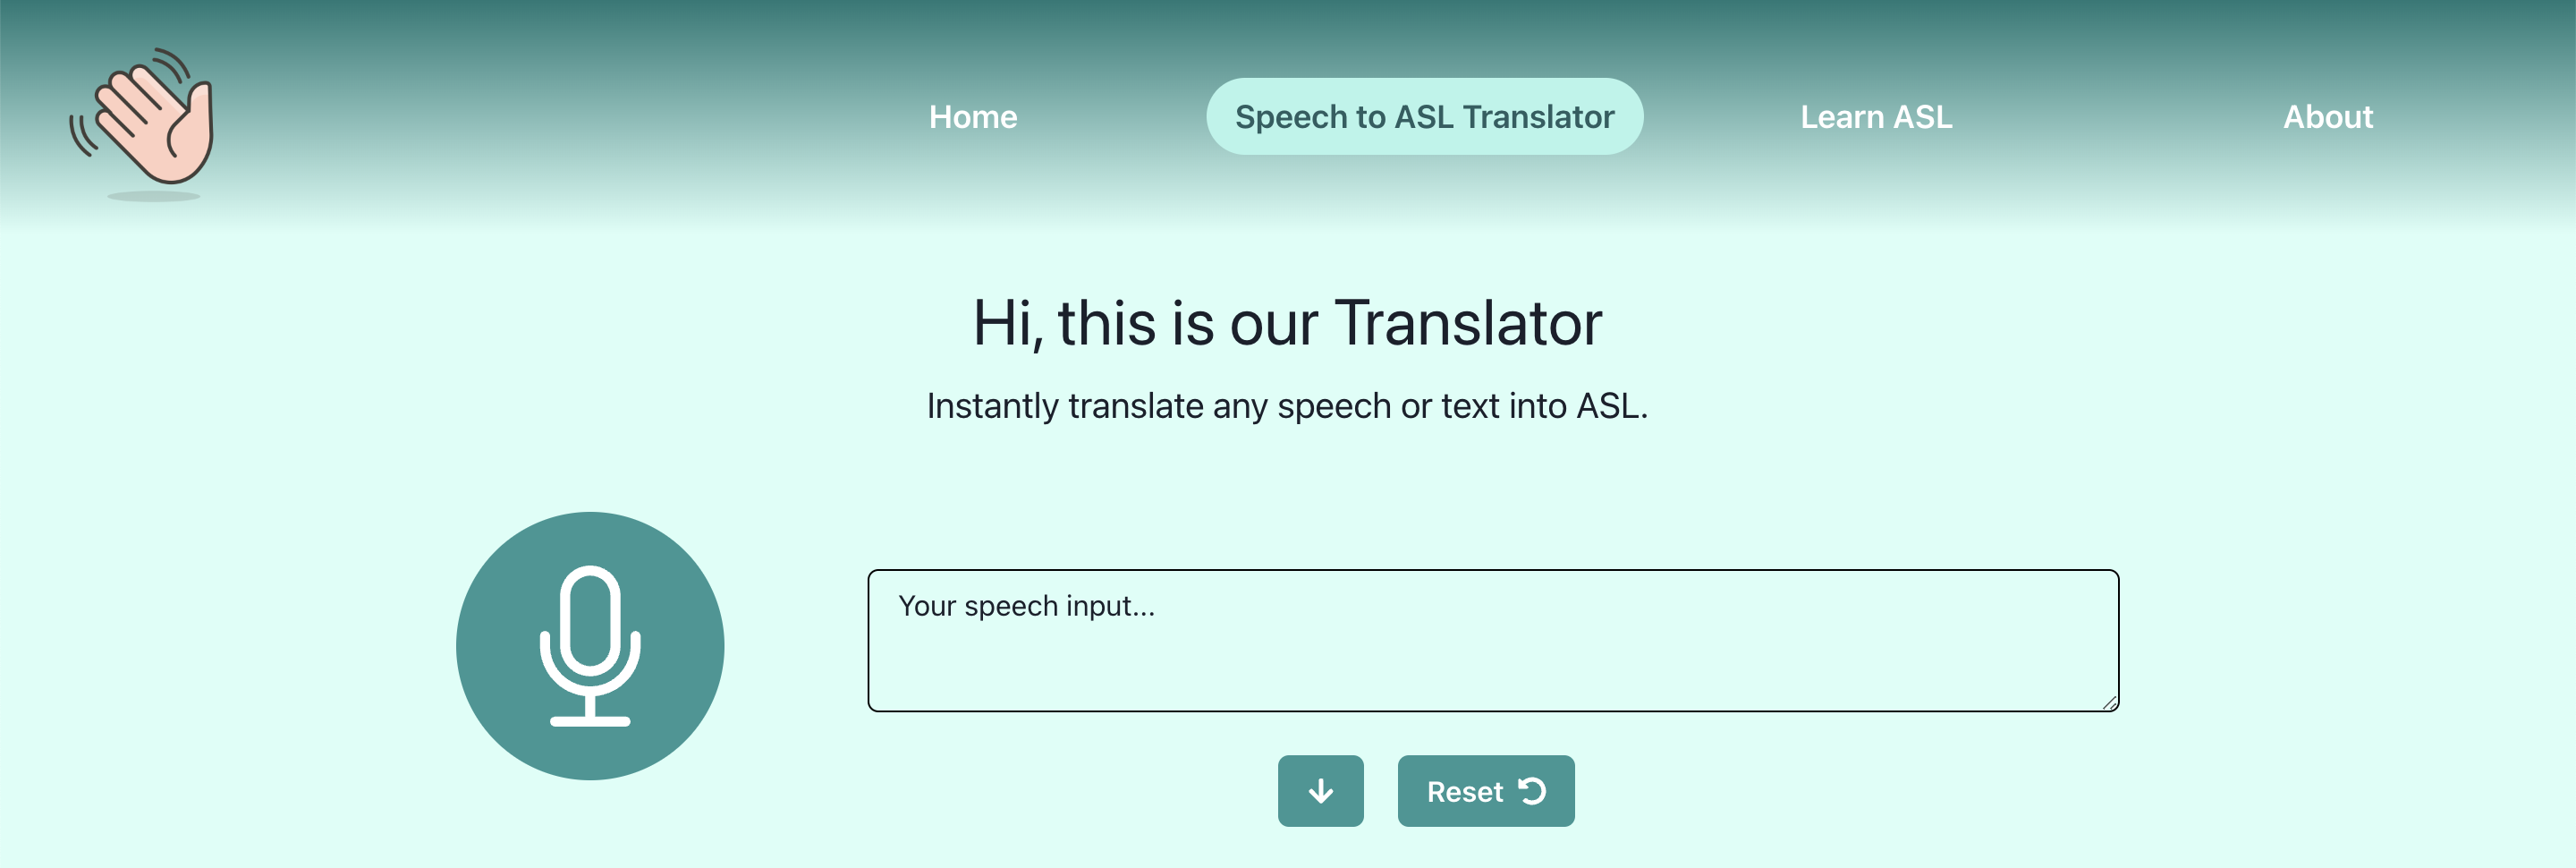 Home
Speech to ASL Translator
Learn ASL
About
Hi, this is our Translator
Instantly translate any speech or text into ASL.
Your speech input...
Reset